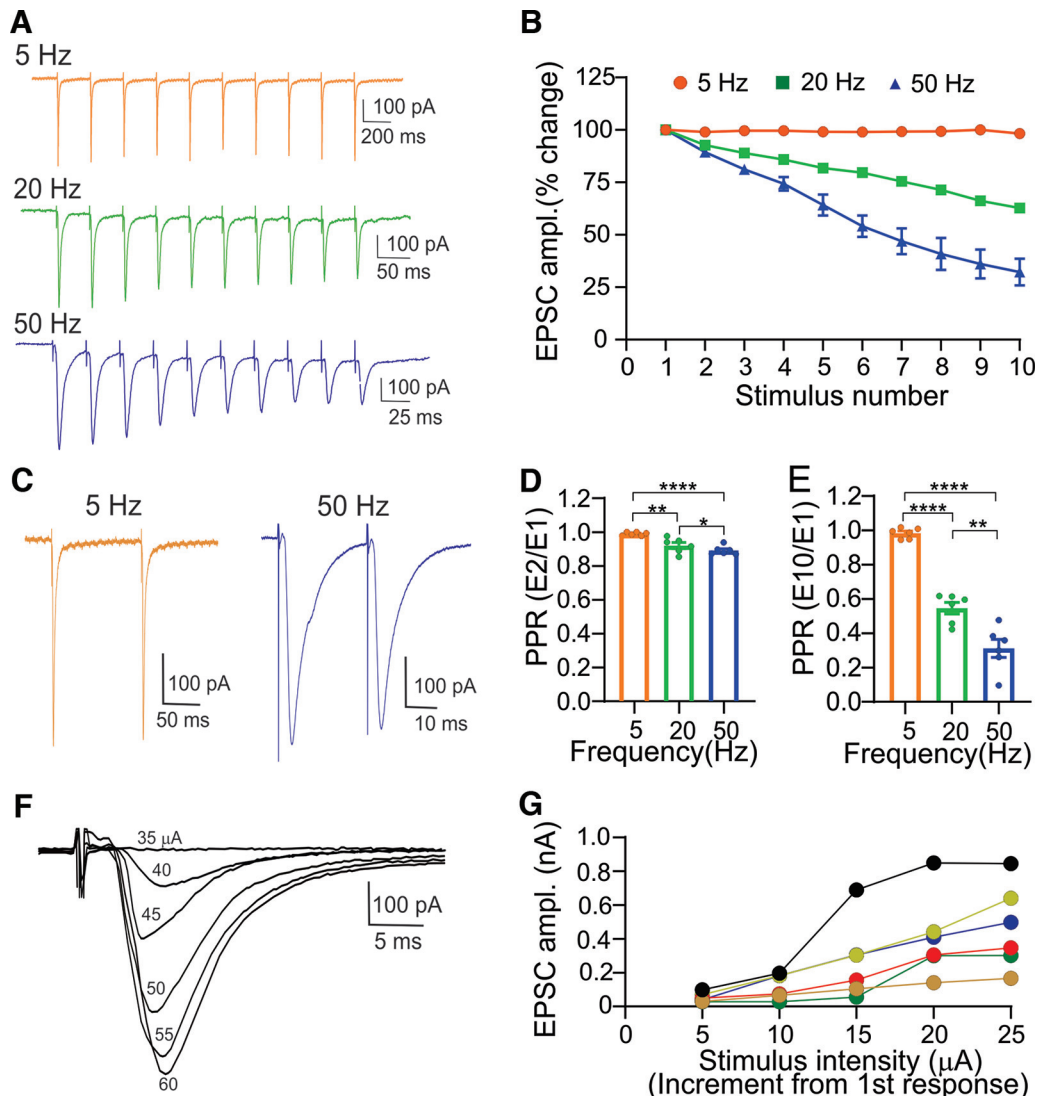 A
5 Hz
100 pA
200 ms
20 Hz
100 pA
50 ms
50 Hz
100 pA
25 ms
B
EPSC ampl.(% change)
125
100
75
50
25
0
5 Hz
20 Hz
50 Hz
0 1 2 3 4 5 6 7 8 9 10
Stimulus number
C
5 Hz
50 Hz
100 pA
50 ms
100 pA
10 ms
D
PPR (E2/E1)
1.2
1.0
0.8
0.6
0.4
0.2
0.0
****
**
*
5 20 50
Frequency(Hz)
E
PPR (E10/E1)
1.2
1.0
0.8
0.6
0.4
0.2
0.0
****
****
**
5 20 50
Frequency(Hz)
F
35 µA
40
45
50
55
60
100 pA
5 ms
G
EPSC ampl. (nA)
1.0
0.8
0.6
0.4
0.2
0
0 5 10 15 20 25
Stimulus intensity (µA)
(Increment from 1st response)